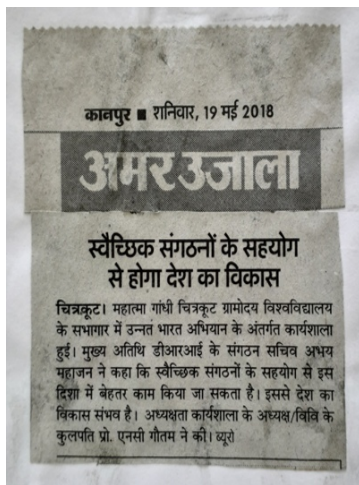 कानपुर ■ शनिवार, 19 मई 2018
अमर उजाला
स्वैच्छिक संगठनों के सहयोग
से होगा देश का विकास
चित्रकूट। महात्मा गांधी चित्रकूट ग्रामोदय विश्वविद्यालय
के सभागार में उन्नत भारत अभियान के अंतर्गत कार्यशाला
हुई। मुख्य अतिथि डीआरआई के संगठन सचिव अभय
महाजन ने कहा कि स्वैच्छिक संगठनों के सहयोग से इस
दिशा में बेहतर काम किया जा सकता है। इससे देश का
विकास संभव है। अध्यक्षता कार्यशाला के अध्यक्ष/विवि के
कुलपति प्रो. एनसी गौतम ने की। ब्यूरो